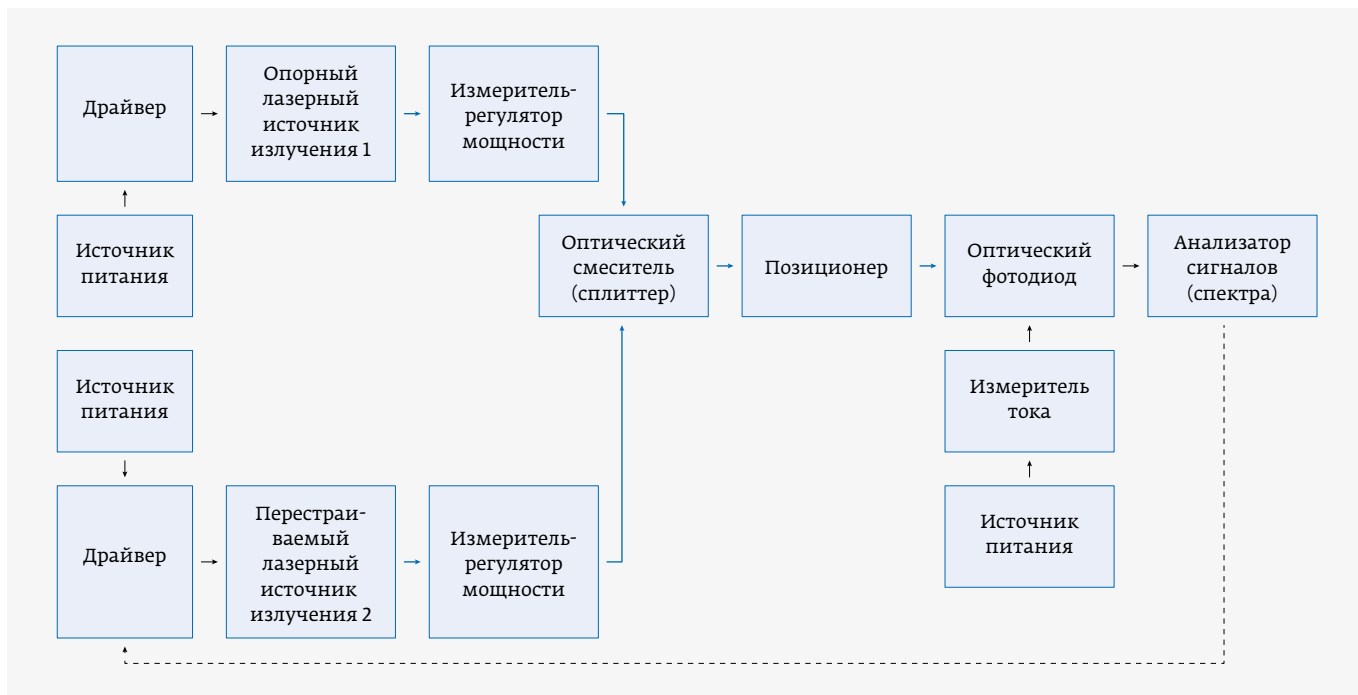 Драйвер
Опорный
лазерный
источник
излучения 1
Измеритель-
регулятор
мощности
Источник
питания
Оптический
смеситель
(сплиттер)
Позиционер
Оптический
фотодиод
Анализатор
сигналов
(спектра)
Источник
питания
Измеритель
тока
Драйвер
Перестраи-
ваемый
лазерный
источник
излучения 2
Измеритель-
регулятор
мощности
Источник
питания